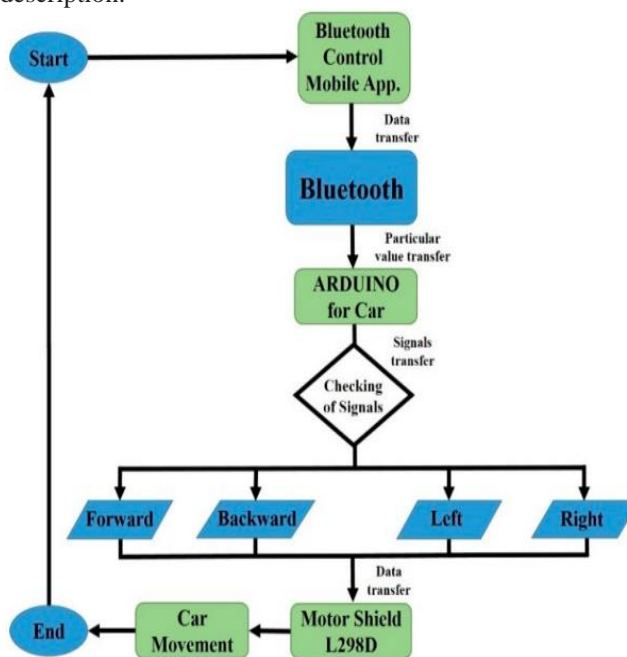 description.
Start
Bluetooth
Control
Mobile App.
Data
transfer
Bluetooth
Particular
value transfer
ARDUINO
for Car
Signals
transfer
Checking
of Signals
Forward
Backward
Left
Right
Data
transfer
End
Car
Movement
Motor Shield
L298D